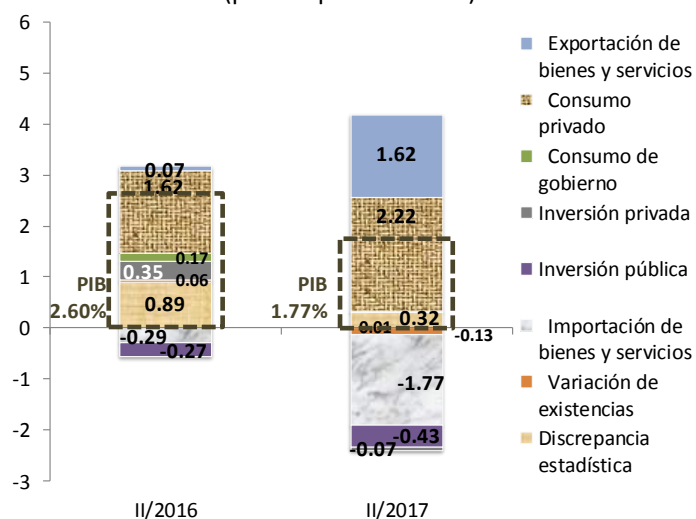 6
5
4
3
2
1
0
-1
-2
-3
0.07
1.62
0.17
0.35
0.06
0.89
-0.29
-0.27
PIB
2.60%
1.62
2.22
0.32
0.01
-0.13
-1.77
-0.43
-0.07
PIB
1.77%
II/2016
II/2017
Exportación de
bienes y servicios
Consumo
privado
Consumo de
gobierno
Inversión privada
Inversión pública
Importación de
bienes y servicios
Variación de
existencias
Discrepancia
estadística